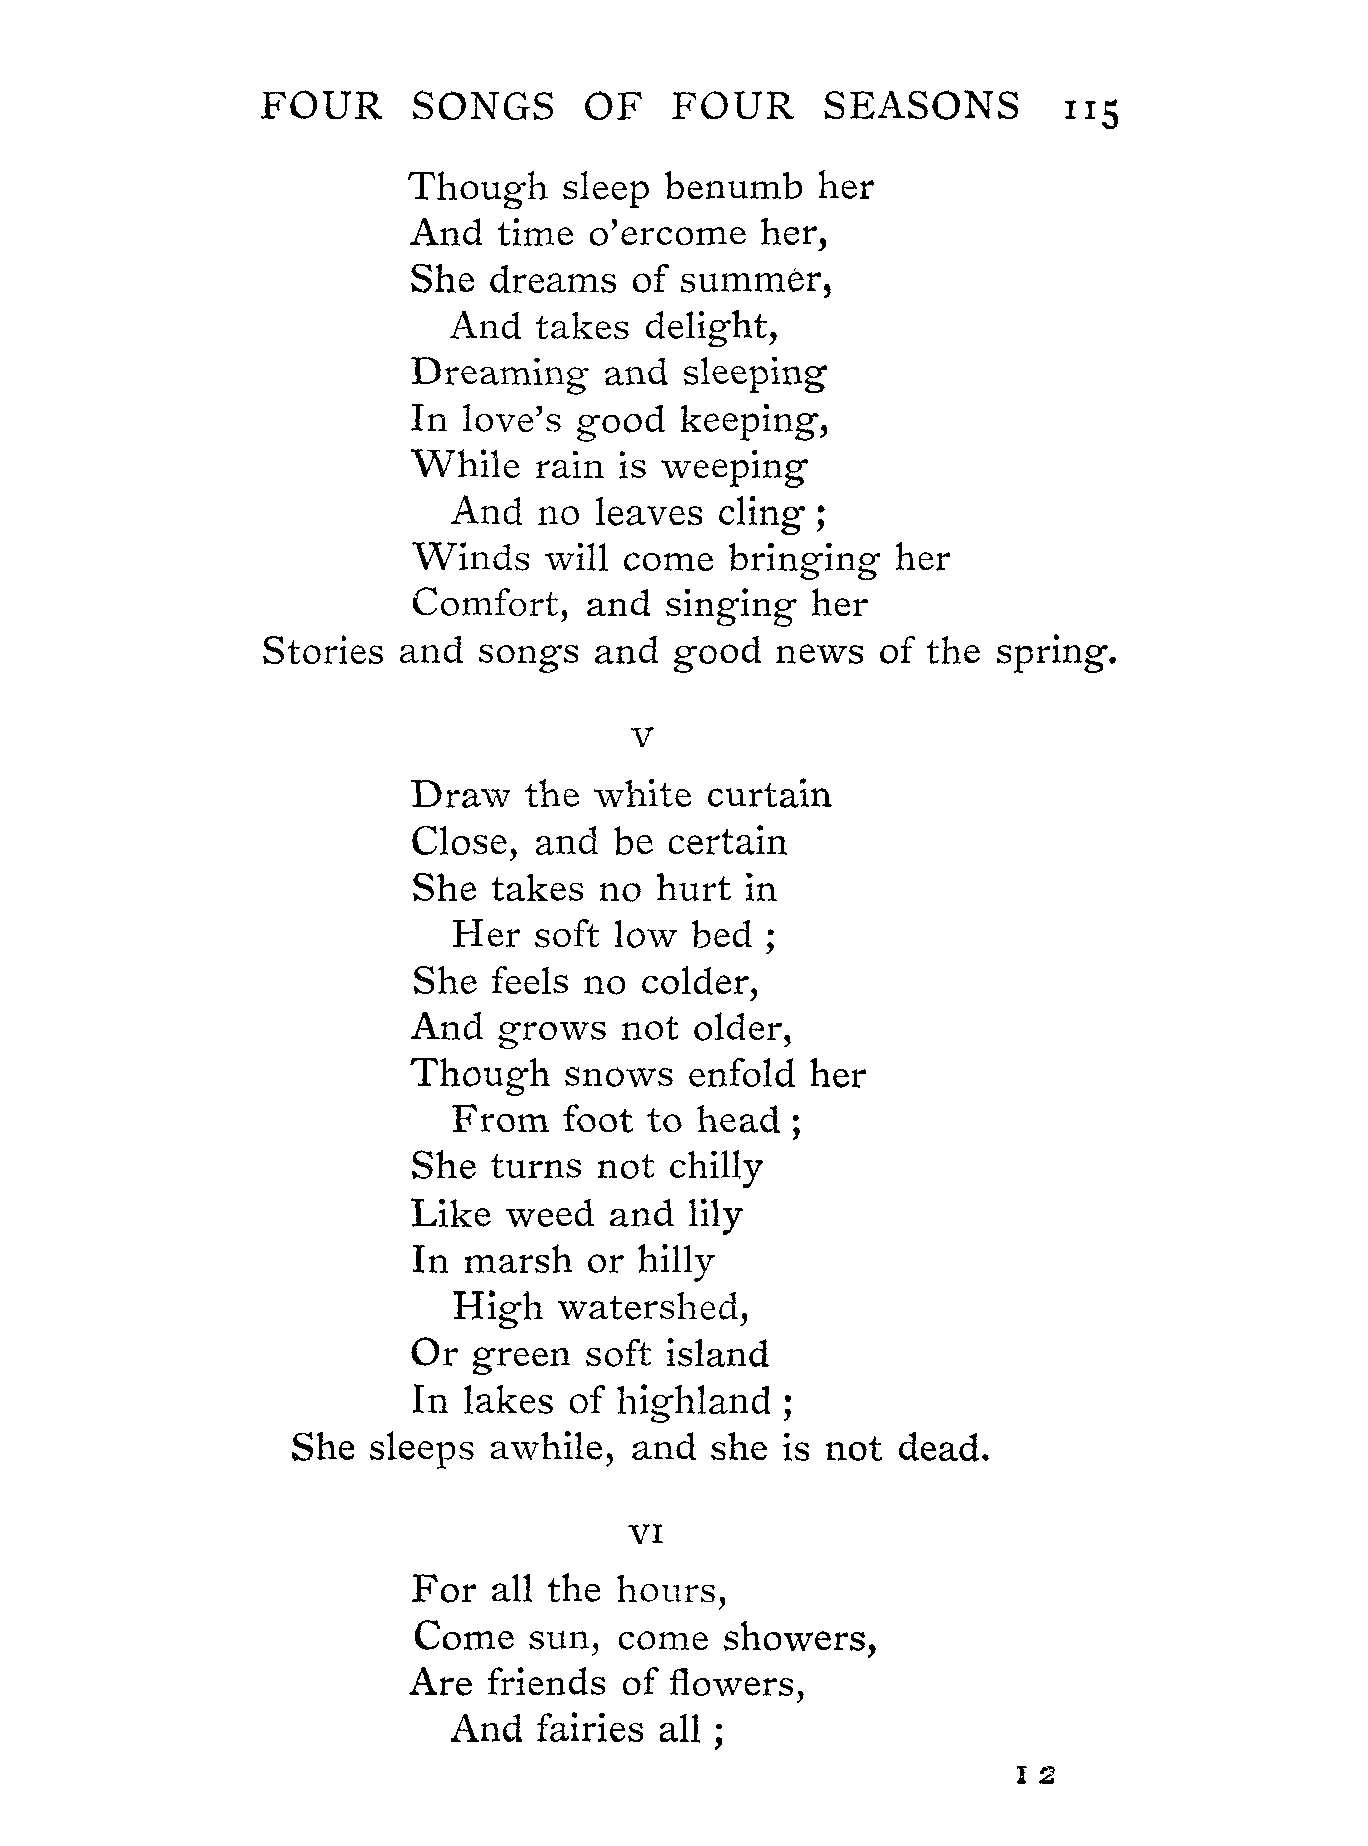 FOUR SONGS OF FOUR SEASONS 115
Though sleep benumb her
And time o'ercome her,
She dreams of summer,
And takes delight,
Dreaming and sleeping
In love's good keeping,
While rain is weeping
And no leaves cling ;
Winds will come bringing her
Comfort, and singing her
Stories and songs and good news of the spring.
V
Draw the white curtain
Close, and be certain
She takes no hurt in
Her soft low bed ;
She feels no colder,
And grows not older,
Though snows enfold her
From foot to head ;
She turns not chilly
Like weed and lily
In marsh or hilly
High watershed,
Or green soft island
In lakes of highland ;
She sleeps awhile, and she is not dead.
VI
For all the hours,
Come sun, come showers,
Are friends of flowers,
And fairies all ;
I 2